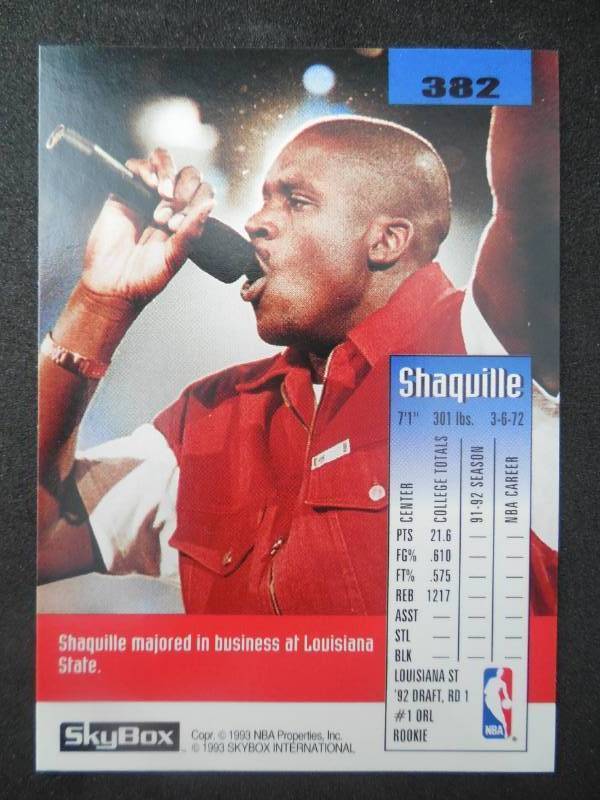 382
Shaquille
7'1" 301 lbs. 3-6-72
CENTER COLLEGE TOTALS 91-92 SEASON NBA CAREER
PTS 21.6 — —
FG% .610 — —
FT% .575 — —
REB 1217 — —
ASST — — —
STL — — —
BLK — — —
LOUISIANA ST
'92 DRAFT, RD 1
#1 ORL
ROOKIE
NBA
Shaquille majored in business at Louisiana
State.
SkyBox™
Copr. © 1993 NBA Properties, Inc.
© 1993 SKYBOX INTERNATIONAL